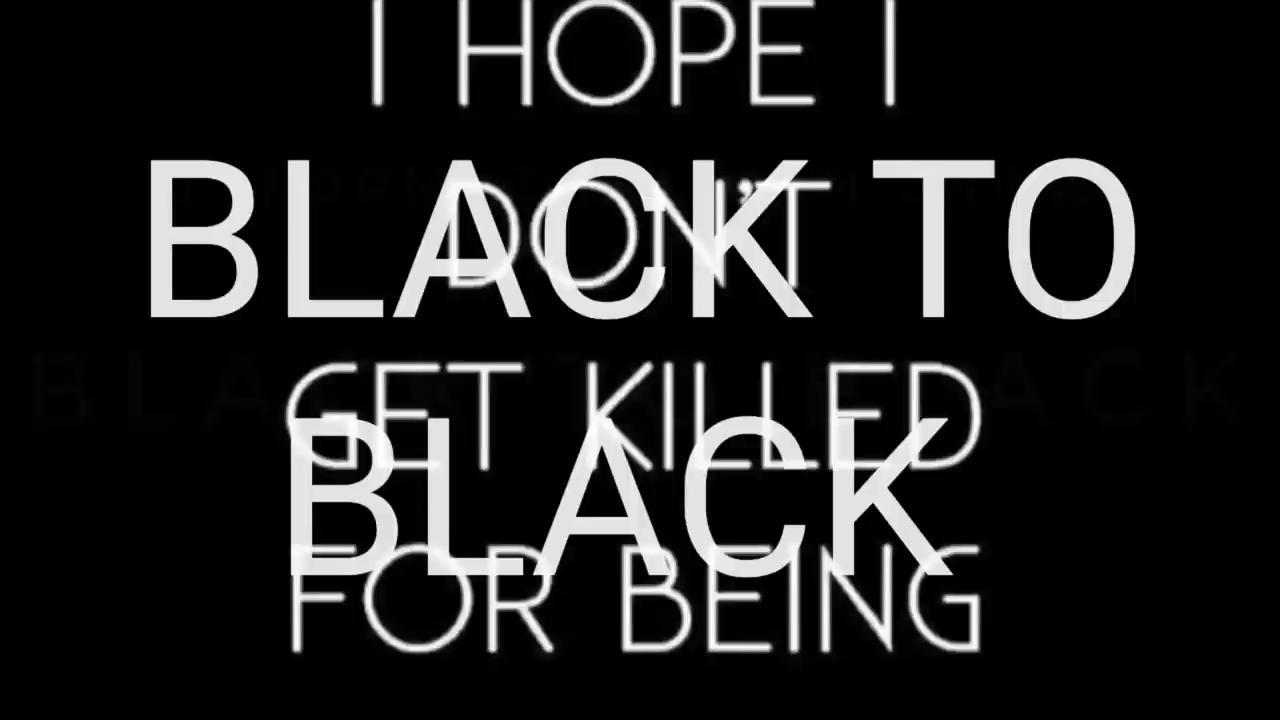 I HOPE I
BLACK TO
DON'T
GET KILLED
BLACK
FOR BEING